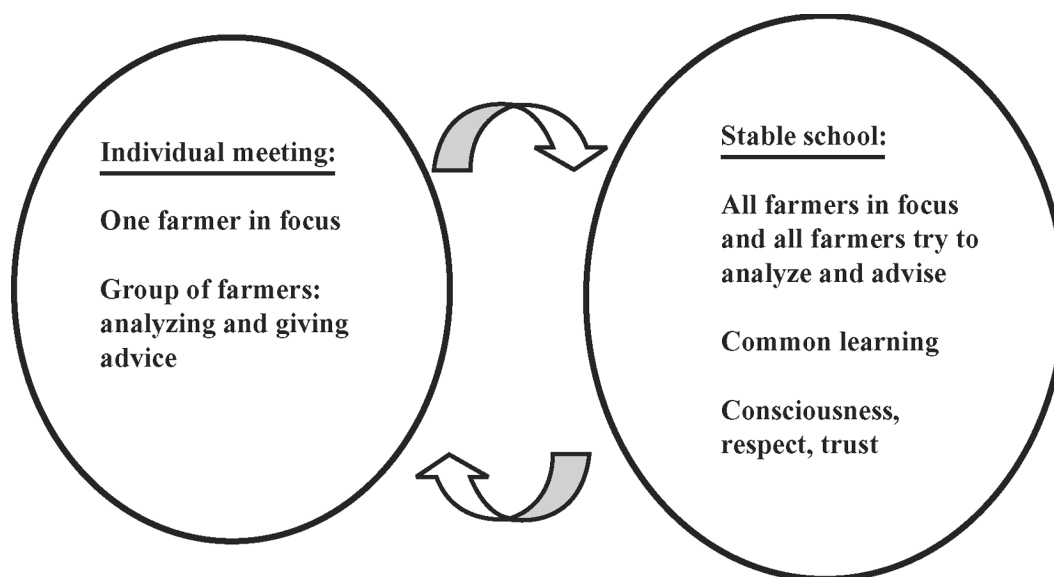 Individual meeting:
One farmer in focus
Group of farmers:
analyzing and giving
advice
Stable school:
All farmers in focus
and all farmers try to
analyze and advise
Common learning
Consciousness,
respect, trust